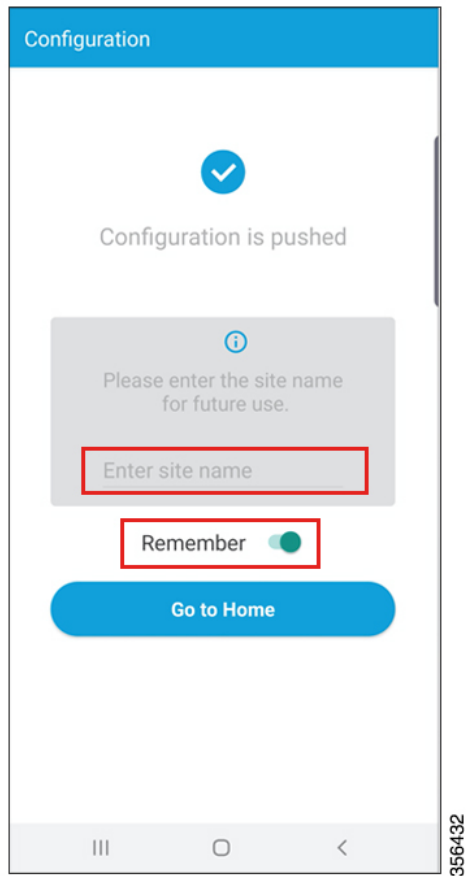 Configuration
Configuration is pushed
Please enter the site name
for future use.
Enter site name
Remember
Go to Home
356432